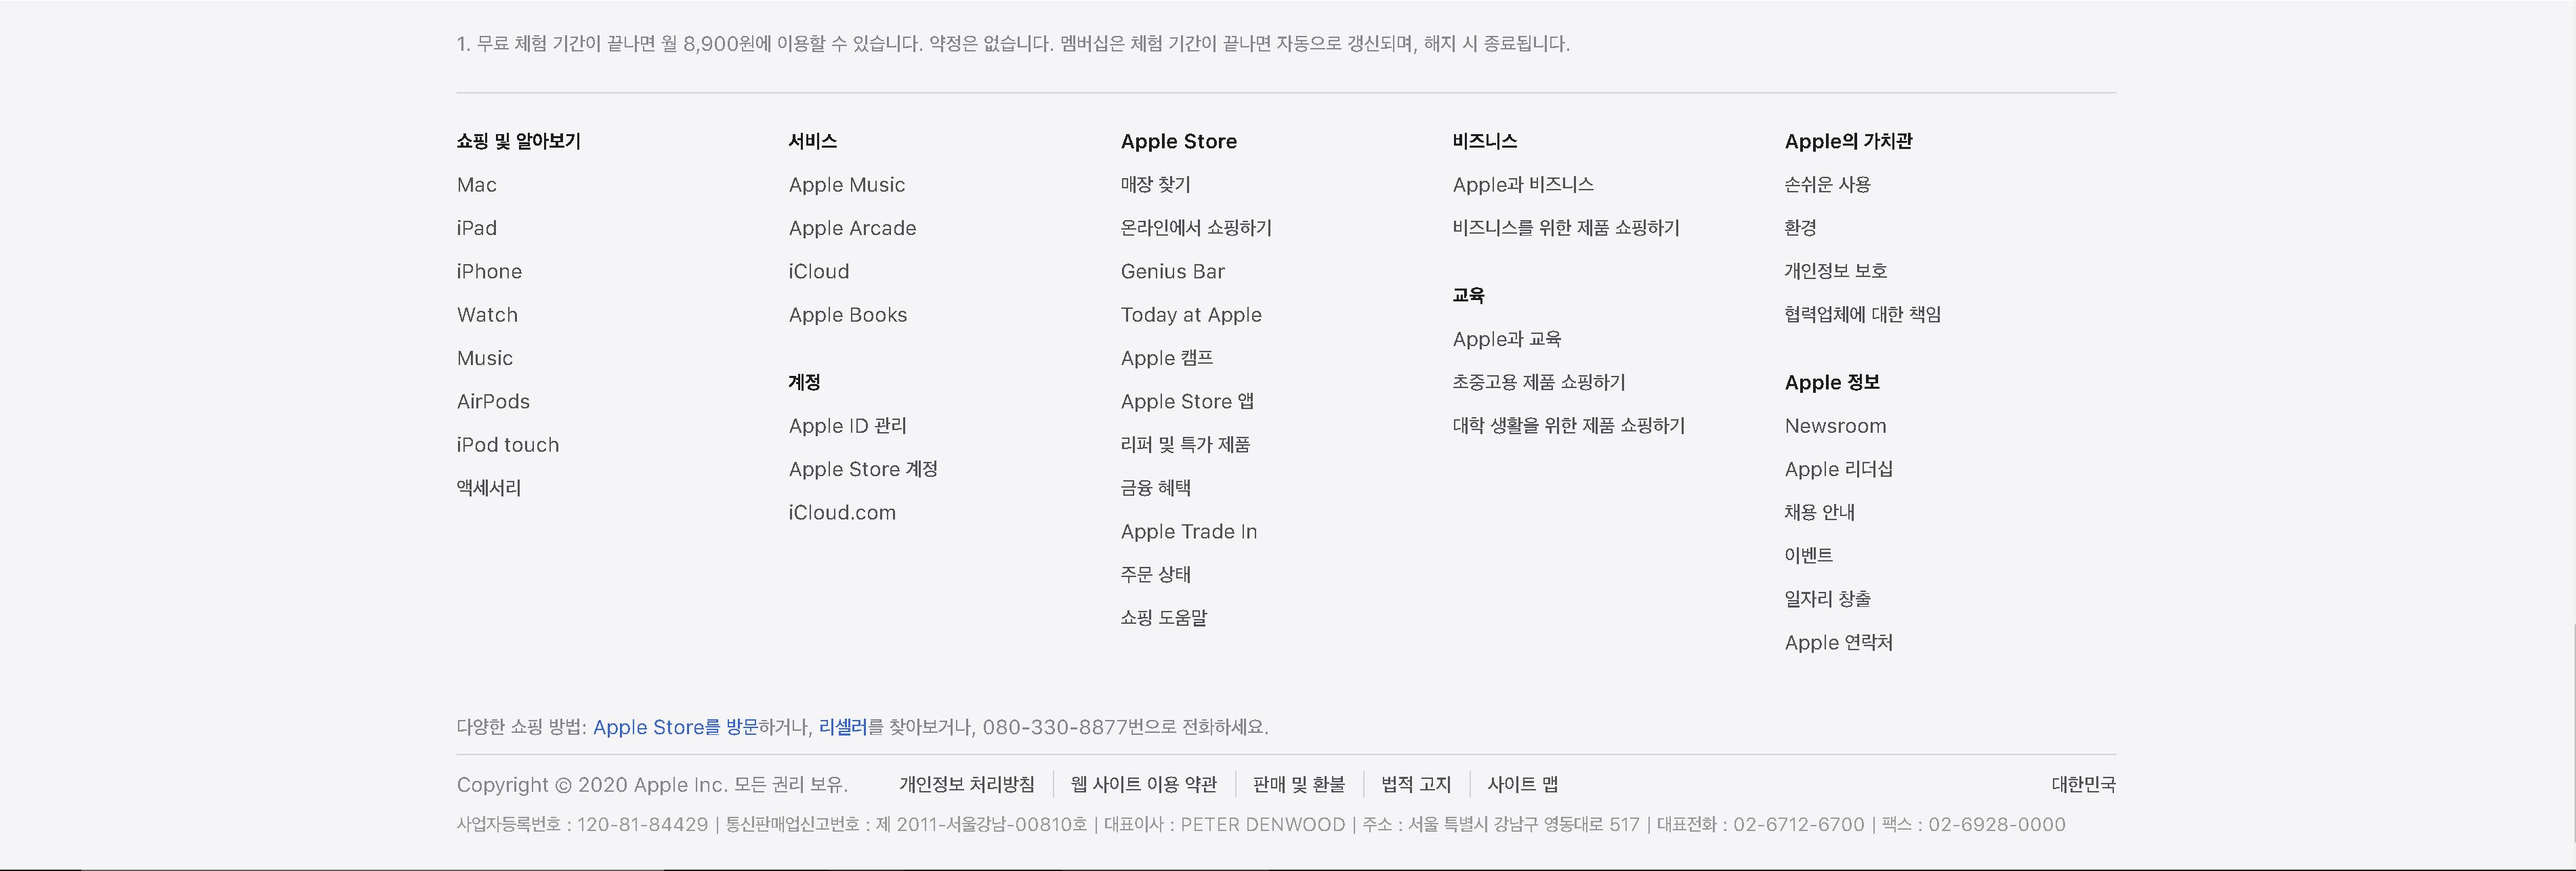 1. 무료 체험 기간이 끝나면 월 8,900원에 이용할 수 있습니다. 약정은 없습니다. 멤버십은 체험 기간이 끝나면 자동으로 갱신되며, 해지 시 종료됩니다.
쇼핑 및 알아보기
Mac
iPad
iPhone
Watch
Music
AirPods
iPod touch
액세서리
서비스
Apple Music
Apple Arcade
iCloud
Apple Books
계정
Apple ID 관리
Apple Store 계정
iCloud.com
Apple Store
매장 찾기
온라인에서 쇼핑하기
Genius Bar
Today at Apple
Apple 캠프
Apple Store 앱
리퍼 및 특가 제품
금융 혜택
Apple Trade In
주문 상태
쇼핑 도움말
비즈니스
Apple과 비즈니스
비즈니스를 위한 제품 쇼핑하기
교육
Apple과 교육
초중고용 제품 쇼핑하기
대학 생활을 위한 제품 쇼핑하기
Apple의 가치관
손쉬운 사용
환경
개인정보 보호
협력업체에 대한 책임
Apple 정보
Newsroom
Apple 리더십
채용 안내
이벤트
일자리 창출
Apple 연락처
다양한 쇼핑 방법: Apple Store를 방문하거나, 리셀러를 찾아보거나, 080-330-8877번으로 전화하세요.
Copyright © 2020 Apple Inc. 모든 권리 보유. 개인정보 처리방침 | 웹 사이트 이용 약관 | 판매 및 환불 | 법적 고지 | 사이트 맵 대한민국
사업자등록번호 : 120-81-84429 | 통신판매업신고번호 : 제 2011-서울강남-00810호 | 대표이사 : PETER DENWOOD | 주소 : 서울 특별시 강남구 영동대로 517 | 대표전화 : 02-6712-6700 | 팩스 : 02-6928-0000